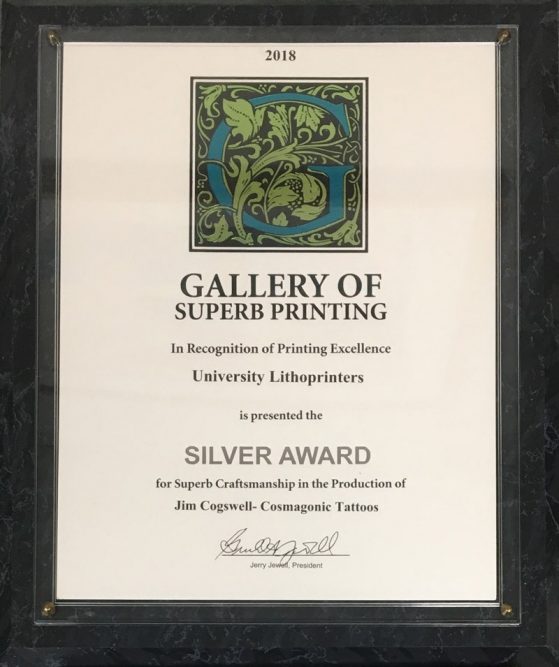 2018
G
GALLERY OF
SUPERB PRINTING
In Recognition of Printing Excellence
University Lithoprinters
is presented the
SILVER AWARD
for Superb Craftsmanship in the Production of
Jim Cogswell- Cosmagonic Tattoos
Jerry Jewell, President